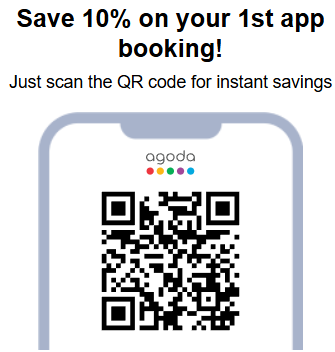 Save 10% on your 1st app
booking!
Just scan the QR code for instant savings
agoda